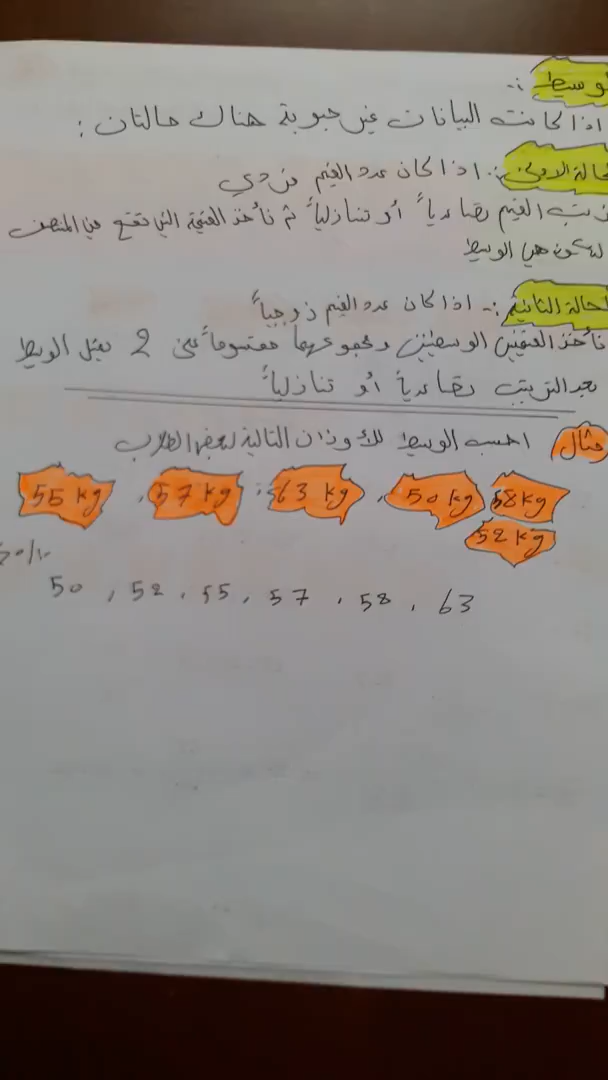 الوسيط :-
اذا كانت البيانات غير مبوبة هناك حالتان :
الحالة الاولى :- اذا كان عدد القيم فردي
نرتب القيم تصاعدياً أو تنازلياً ثم نأخذ القيمة التي تقع في المنتصف
لتكون هي الوسيط
الحالة الثانية :- اذا كان عدد القيم زوجياً
نأخذ القيمتين الوسطيتين ومجموعهما مقسوماً على 2 يمثل الوسيط
بعد الترتيب تصاعدياً أو تنازلياً
مثال احسب الوسيط للأوذان التالية لبعض الطلاب
55 kg , 57 kg , 63 kg , 50 kg 58 kg
52 kg
50 , 52 , 55 , 57 , 58 , 63